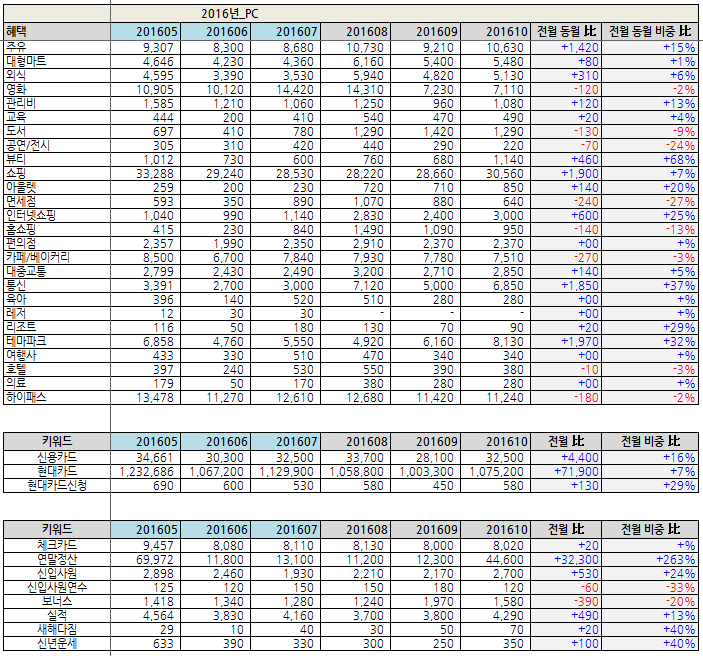 2016년_PC
혜택 201605 201606 201607 201608 201609 201610 전월 동월 比 전월 동월 비중 比
주유 9,307 8,300 8,680 10,730 9,210 10,630 +1,420 +15%
대형마트 4,646 4,230 4,360 6,160 5,400 5,480 +80 +1%
외식 4,595 3,390 3,530 5,940 4,820 5,130 +310 +6%
영화 10,905 10,120 14,420 14,310 7,230 7,110 -120 -2%
관리비 1,585 1,210 1,060 1,250 960 1,080 +120 +13%
교육 444 200 410 540 470 490 +20 +4%
도서 697 410 780 1,290 1,420 1,290 -130 -9%
공연/전시 305 310 420 440 290 220 -70 -24%
뷰티 1,012 730 600 760 680 1,140 +460 +68%
쇼핑 33,288 29,240 28,530 28,220 28,660 30,560 +1,900 +7%
아울렛 259 200 230 720 710 850 +140 +20%
면세점 593 350 890 1,070 880 640 -240 -27%
인터넷쇼핑 1,040 990 1,140 2,830 2,400 3,000 +600 +25%
홈쇼핑 415 230 840 1,490 1,090 950 -140 -13%
편의점 2,357 1,990 2,350 2,910 2,370 2,370 +00 +%
카페/베이커리 8,500 6,700 7,840 7,930 7,780 7,510 -270 -3%
대중교통 2,799 2,430 2,490 3,200 2,710 2,850 +140 +5%
통신 3,391 2,700 3,000 7,120 5,000 6,850 +1,850 +37%
육아 396 140 520 510 280 280 +00 +%
레저 12 30 30 - - - +00 +%
리조트 116 50 180 130 70 90 +20 +29%
테마파크 6,858 4,760 5,550 4,920 6,160 8,130 +1,970 +32%
여행사 433 330 510 470 340 340 +00 +%
호텔 397 240 530 550 390 380 -10 -3%
의료 179 50 170 380 280 280 +00 +%
하이패스 13,478 11,270 12,610 12,680 11,420 11,240 -180 -2%
키워드 201605 201606 201607 201608 201609 201610 전월 比 전월 비중 比
신용카드 34,661 30,300 32,500 33,700 28,100 32,500 +4,400 +16%
현대카드 1,232,686 1,067,200 1,129,900 1,058,800 1,003,300 1,075,200 +71,900 +7%
현대카드신청 690 600 530 580 450 580 +130 +29%
키워드 201605 201606 201607 201608 201609 201610 전월 比 전월 비중 比
체크카드 9,457 8,080 8,110 8,130 8,000 8,020 +20 +%
연말정산 69,972 11,800 13,100 11,200 12,300 44,600 +32,300 +263%
신입사원 2,898 2,460 1,930 2,210 2,170 2,700 +530 +24%
신입사원연수 125 120 150 150 180 120 -60 -33%
보너스 1,418 1,340 1,280 1,240 1,970 1,580 -390 -20%
실적 4,564 3,830 4,160 3,700 3,800 4,290 +490 +13%
새해다짐 29 10 40 30 50 70 +20 +40%
신년운세 633 390 330 300 250 350 +100 +40%